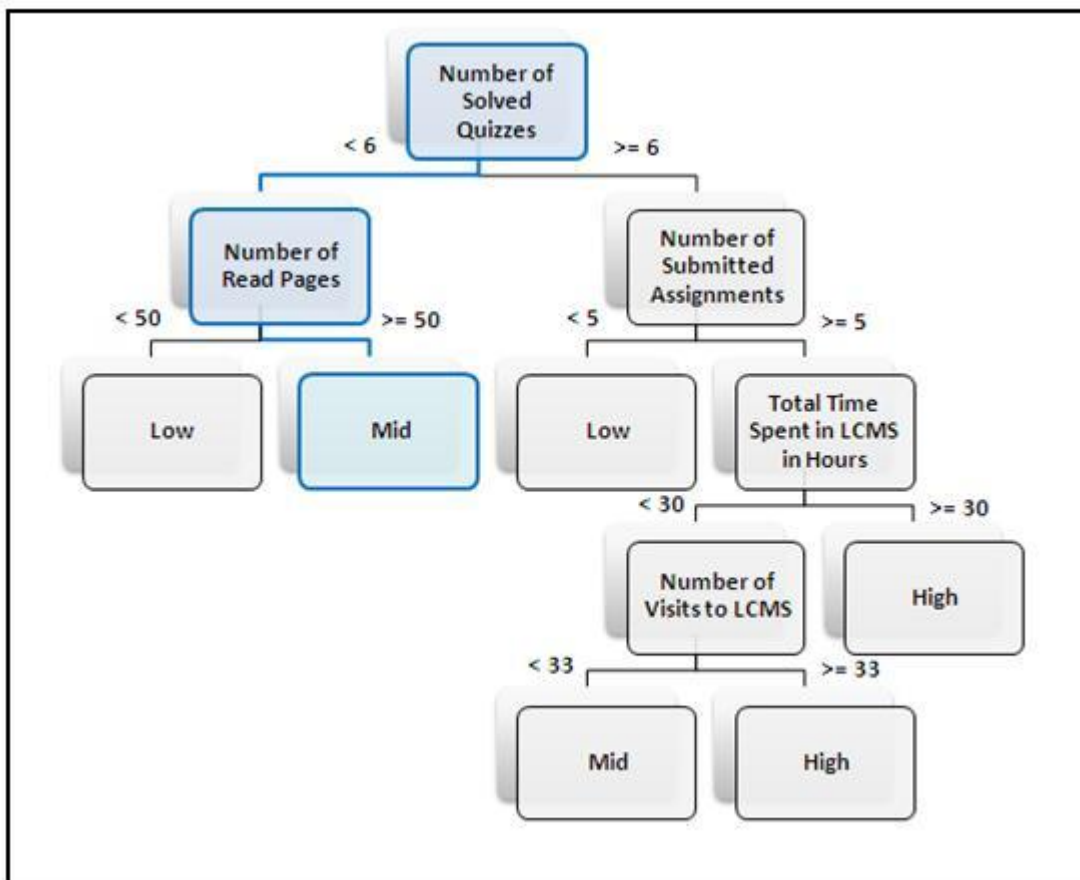 Number of
Solved
Quizzes
< 6
>= 6
Number of
Read Pages
Number of
Submitted
Assignments
< 50
>= 50
< 5
>= 5
Low
Mid
Low
Total Time
Spent in LCMS
in Hours
< 30
>= 30
Number of
Visits to LCMS
High
< 33
>= 33
Mid
High